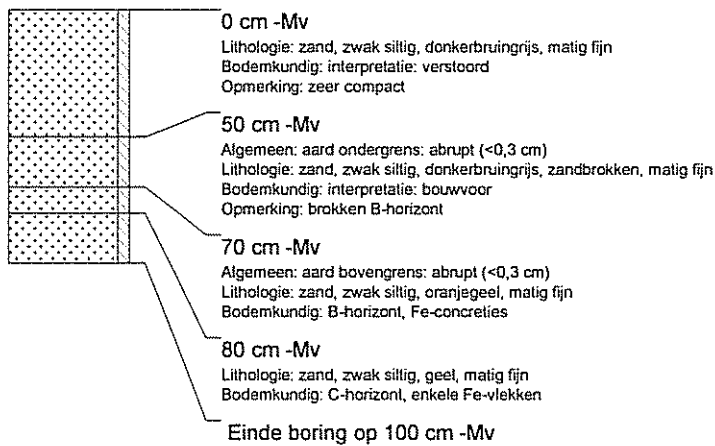 0 cm -Mv
Lithologie: zand, zwak siltig, donkerbruingrijs, matig fijn
Bodemkundig: interpretatie: verstoord
Opmerking: zeer compact
50 cm -Mv
Algemeen: aard ondergrens: abrupt (<0,3 cm)
Lithologie: zand, zwak siltig, donkerbruingrijs, zandbrokken, matig fijn
Bodemkundig: interpretatie: bouwvoor
Opmerking: brokken B-horizont
70 cm -Mv
Algemeen: aard bovengrens: abrupt (<0,3 cm)
Lithologie: zand, zwak siltig, oranjegeel, matig fijn
Bodemkundig: B-horizont, Fe-concreties
80 cm -Mv
Lithologie: zand, zwak siltig, geel, matig fijn
Bodemkundig: C-horizont, enkele Fe-vlekken
Einde boring op 100 cm -Mv